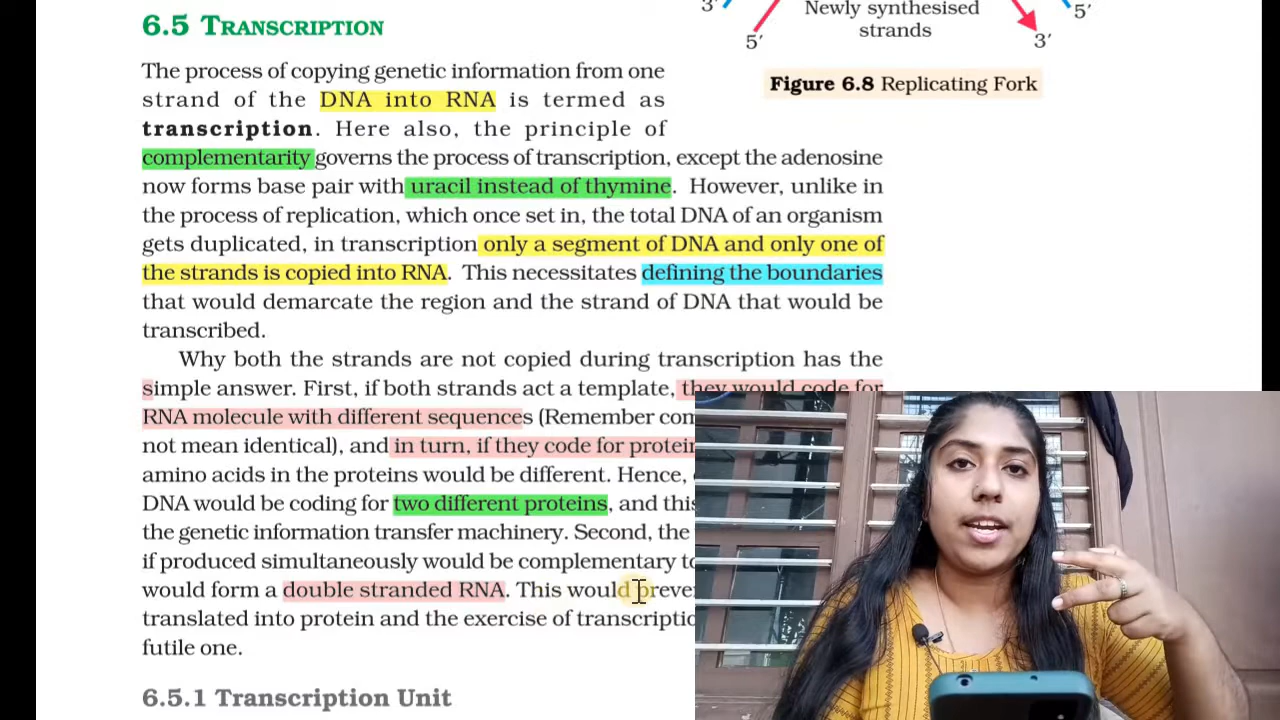 6.5 TRANSCRIPTION
The process of copying genetic information from one
strand of the DNA into RNA is termed as
transcription. Here also, the principle of
complementarity governs the process of transcription, except the adenosine
now forms base pair with uracil instead of thymine. However, unlike in
the process of replication, which once set in, the total DNA of an organism
gets duplicated, in transcription only a segment of DNA and only one of
the strands is copied into RNA. This necessitates defining the boundaries
that would demarcate the region and the strand of DNA that would be
transcribed.
Why both the strands are not copied during transcription has the
simple answer. First, if both strands act a template, they would code for
RNA molecule with different sequences (Remember
not mean identical), and in turn, if they code for
amino acids in the proteins would be different. Hence,
DNA would be coding for two different proteins, and
the genetic information transfer machinery. Second, the
if produced simultaneously would be complementary
would form a double stranded RNA. This would
translated into protein and the exercise of
futile one.
6.5.1 Transcription Unit
3′
5′
Newly synthesised
strands
5′
3′
Figure 6.8 Replicating Fork